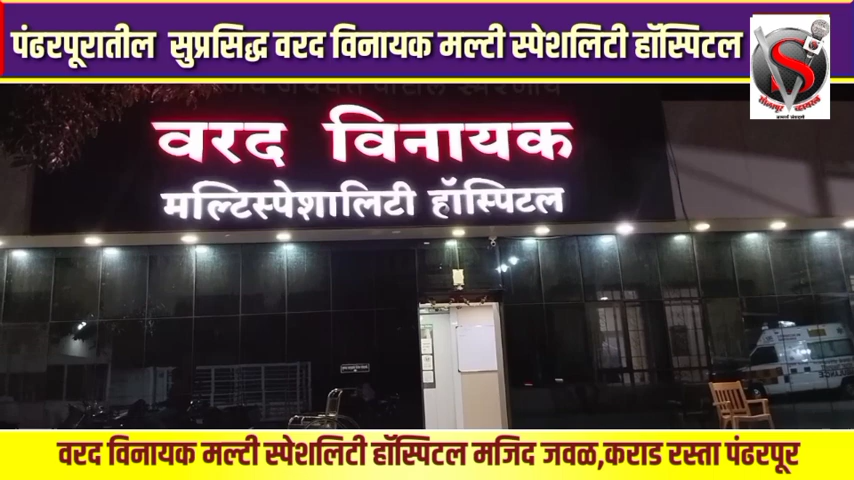 पंढरपूरातील सुप्रसिद्ध वरद विनायक मल्टी स्पेशलिटी हॉस्पिटल
वरद विनायक
मल्टिस्पेशालिटी हॉस्पिटल
वरद विनायक मल्टी स्पेशलिटी हॉस्पिटल मजिद जवळ,कराड रस्ता पंढरपूर